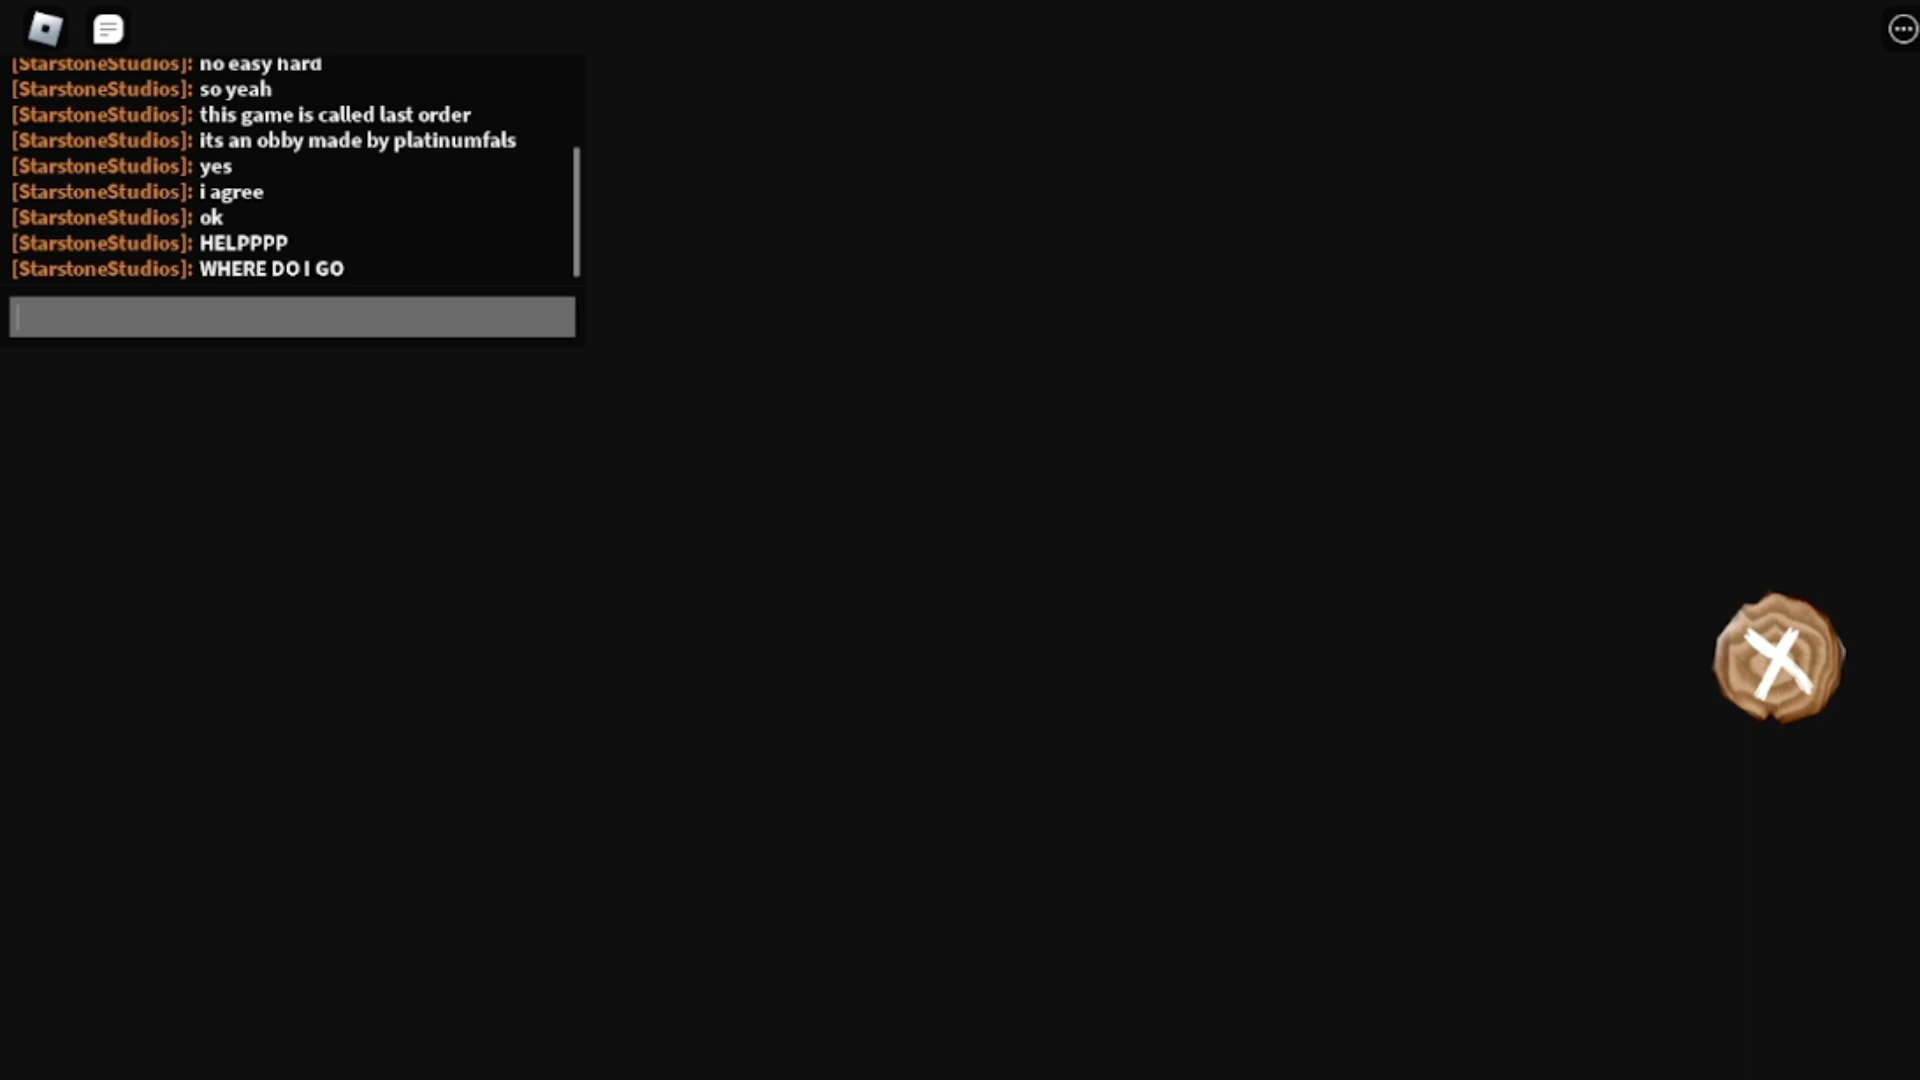 [StarstoneStudios]: no easy hard
[StarstoneStudios]: so yeah
[StarstoneStudios]: this game is called last order
[StarstoneStudios]: its an obby made by platinumfals
[StarstoneStudios]: yes
[StarstoneStudios]: i agree
[StarstoneStudios]: ok
[StarstoneStudios]: HELPPPP
[StarstoneStudios]: WHERE DO I GO